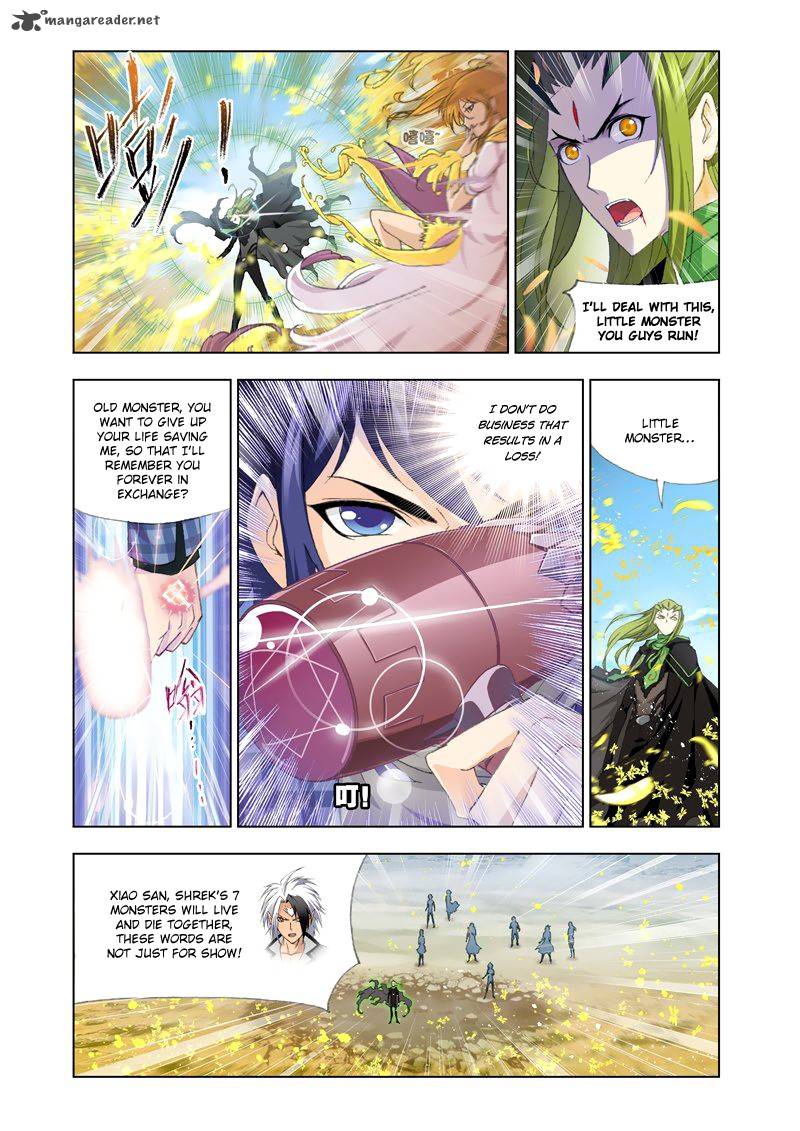 mangareader.net
嘻嘻~
I'LL DEAL WITH THIS,
LITTLE MONSTER
YOU GUYS RUN!
OLD MONSTER, YOU
WANT TO GIVE UP
YOUR LIFE SAVING
ME, SO THAT I'LL
REMEMBER YOU
FOREVER IN
EXCHANGE?
嗡...
I DON'T DO
BUSINESS THAT
RESULTS IN A
LOSS!
叮!
LITTLE
MONSTER...
XIAO SAN, SHREK'S 7
MONSTERS WILL LIVE
AND DIE TOGETHER,
THESE WORDS ARE
NOT JUST FOR SHOW!